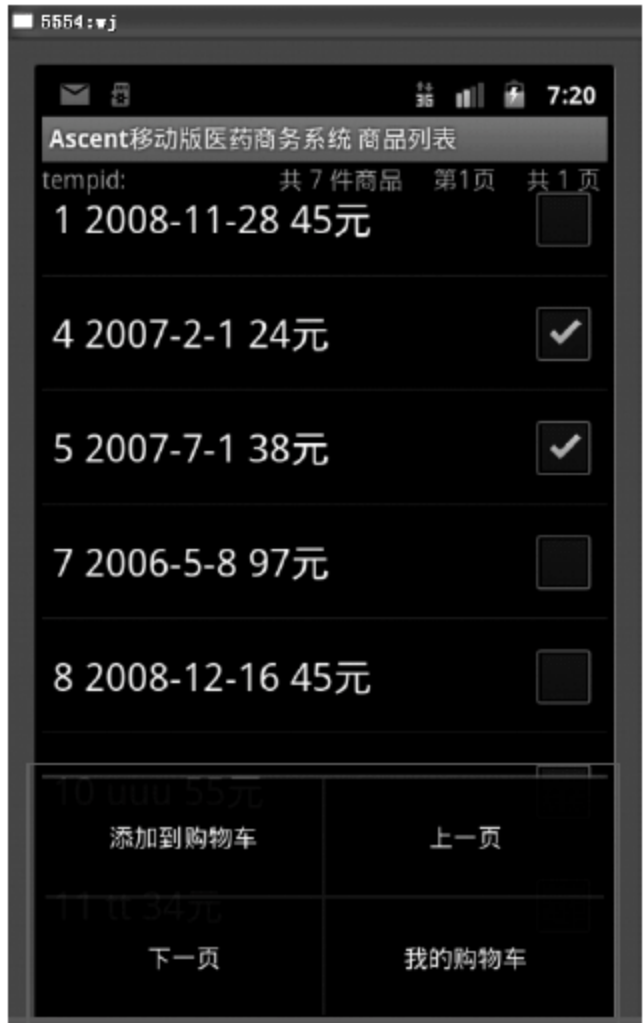 5554:wj
3G 7:20
Ascent移动版医药商务系统 商品列表
tempid: 共 7 件商品 第1页 共 1 页
1 2008-11-28 45元
4 2007-2-1 24元
5 2007-7-1 38元
7 2006-5-8 97元
8 2008-12-16 45元
10 uuu 55元
添加到购物车 上一页
11 tt 34元
下一页 我的购物车